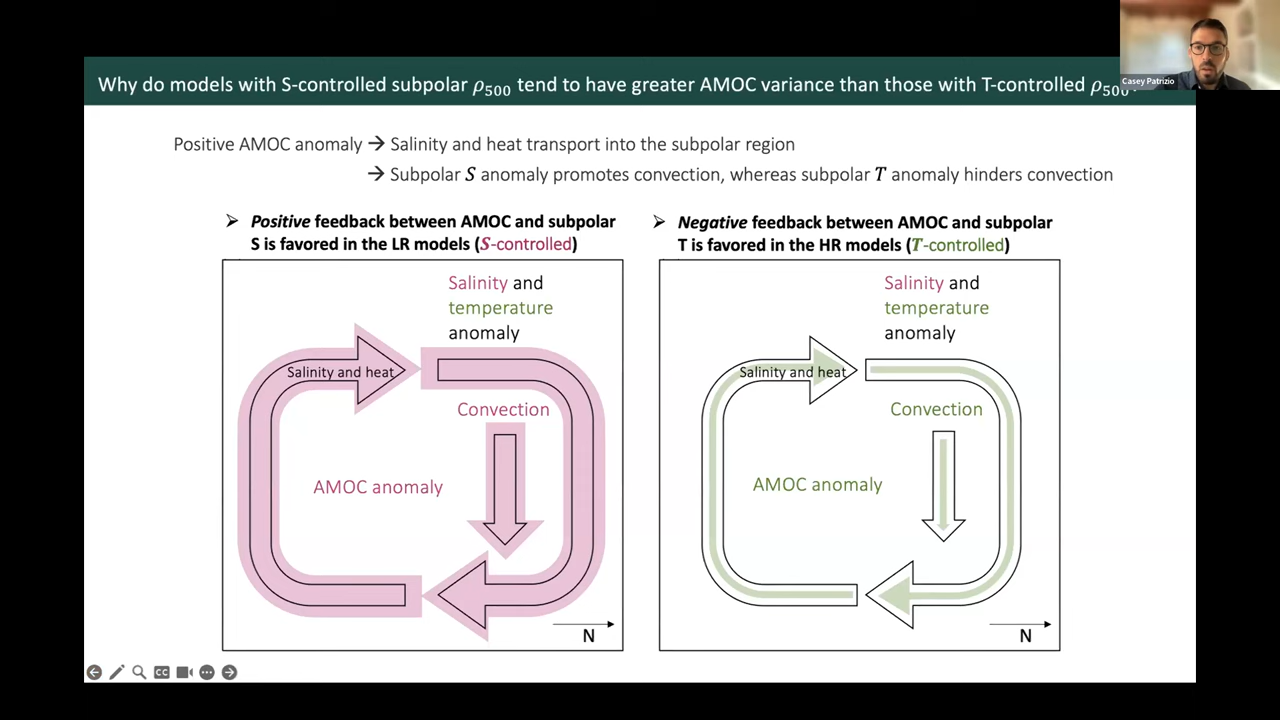 Casey Patrizio
Why do models with S-controlled subpolar ρ500 tend to have greater AMOC variance than those with T-controlled ρ500?
Positive AMOC anomaly → Salinity and heat transport into the subpolar region
→ Subpolar S anomaly promotes convection, whereas subpolar T anomaly hinders convection
➢ Positive feedback between AMOC and subpolar
S is favored in the LR models (S-controlled)
Salinity and
temperature
anomaly
Salinity and heat
Convection
AMOC anomaly
N
➢ Negative feedback between AMOC and subpolar
T is favored in the HR models (T-controlled)
Salinity and
temperature
anomaly
Salinity and heat
Convection
AMOC anomaly
N
CC